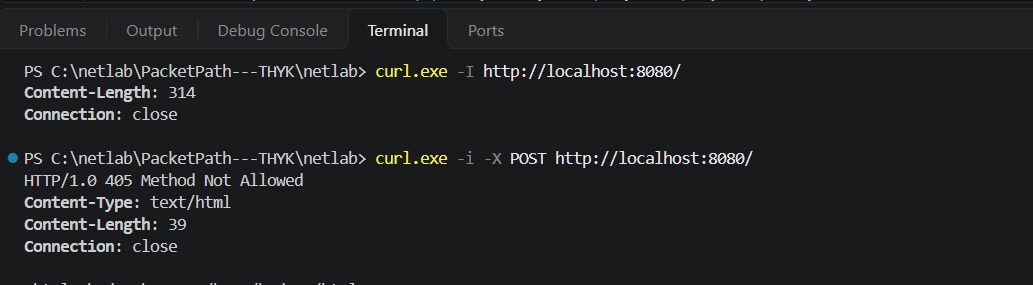 Problems Output Debug Console Terminal Ports
PS C:\netlab\PacketPath---THYK\netlab> curl.exe -I http://localhost:8080/
Content-Length: 314
Connection: close
PS C:\netlab\PacketPath---THYK\netlab> curl.exe -i -X POST http://localhost:8080/
HTTP/1.0 405 Method Not Allowed
Content-Type: text/html
Content-Length: 39
Connection: close